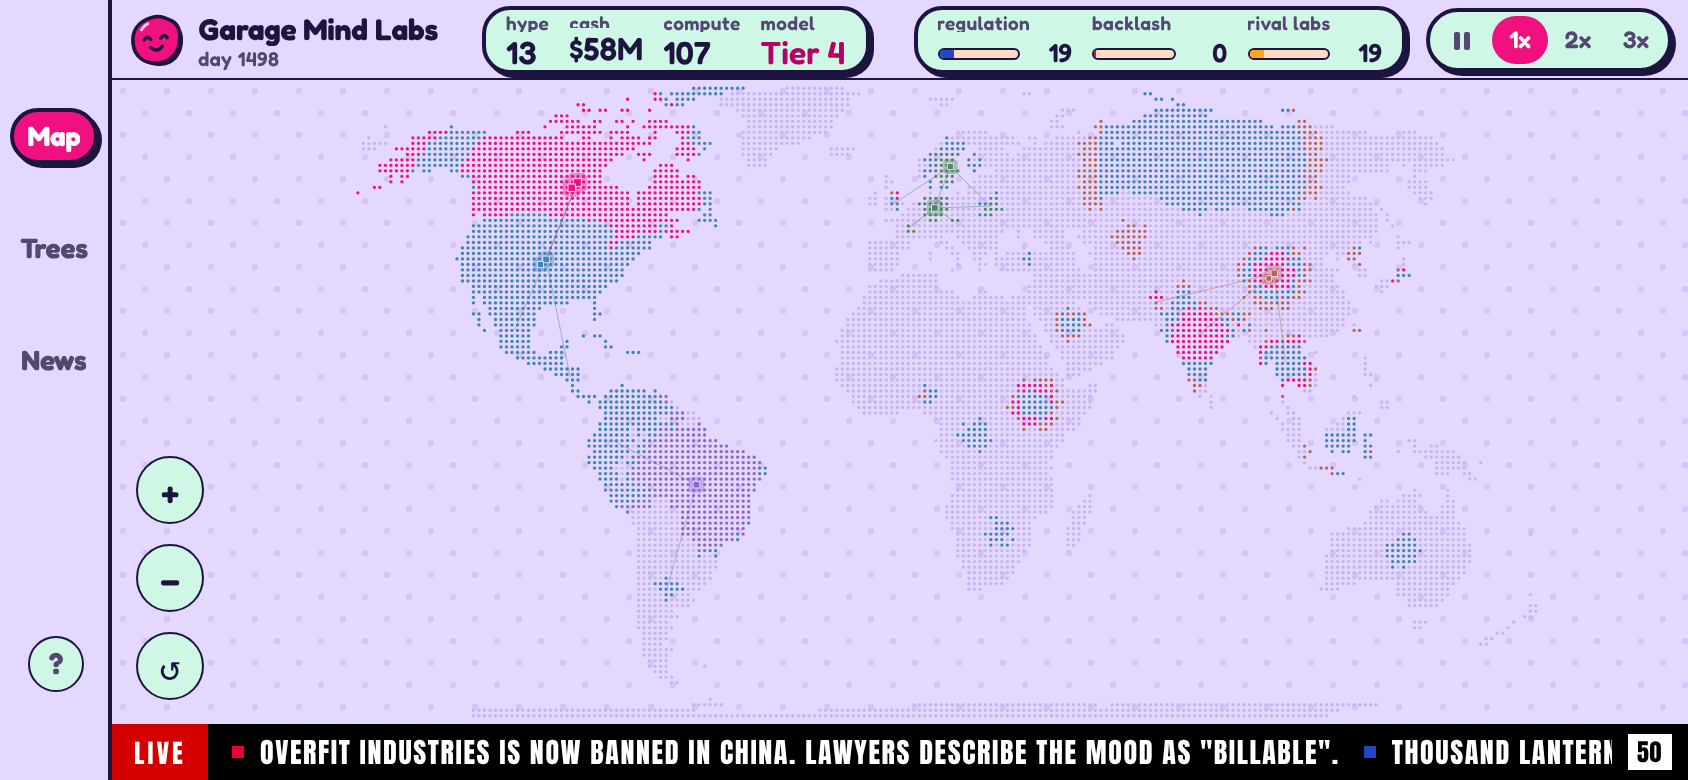 Garage Mind Labs
day 1498
hype 13
cash $58M
compute 107
model Tier 4
regulation 19
backlash 0
rival labs 19
1x 2x 3x
Map
Trees
News
+
−
↺
?
LIVE
OVERFIT INDUSTRIES IS NOW BANNED IN CHINA. LAWYERS DESCRIBE THE MOOD AS "BILLABLE". THOUSAND LANTERN
50